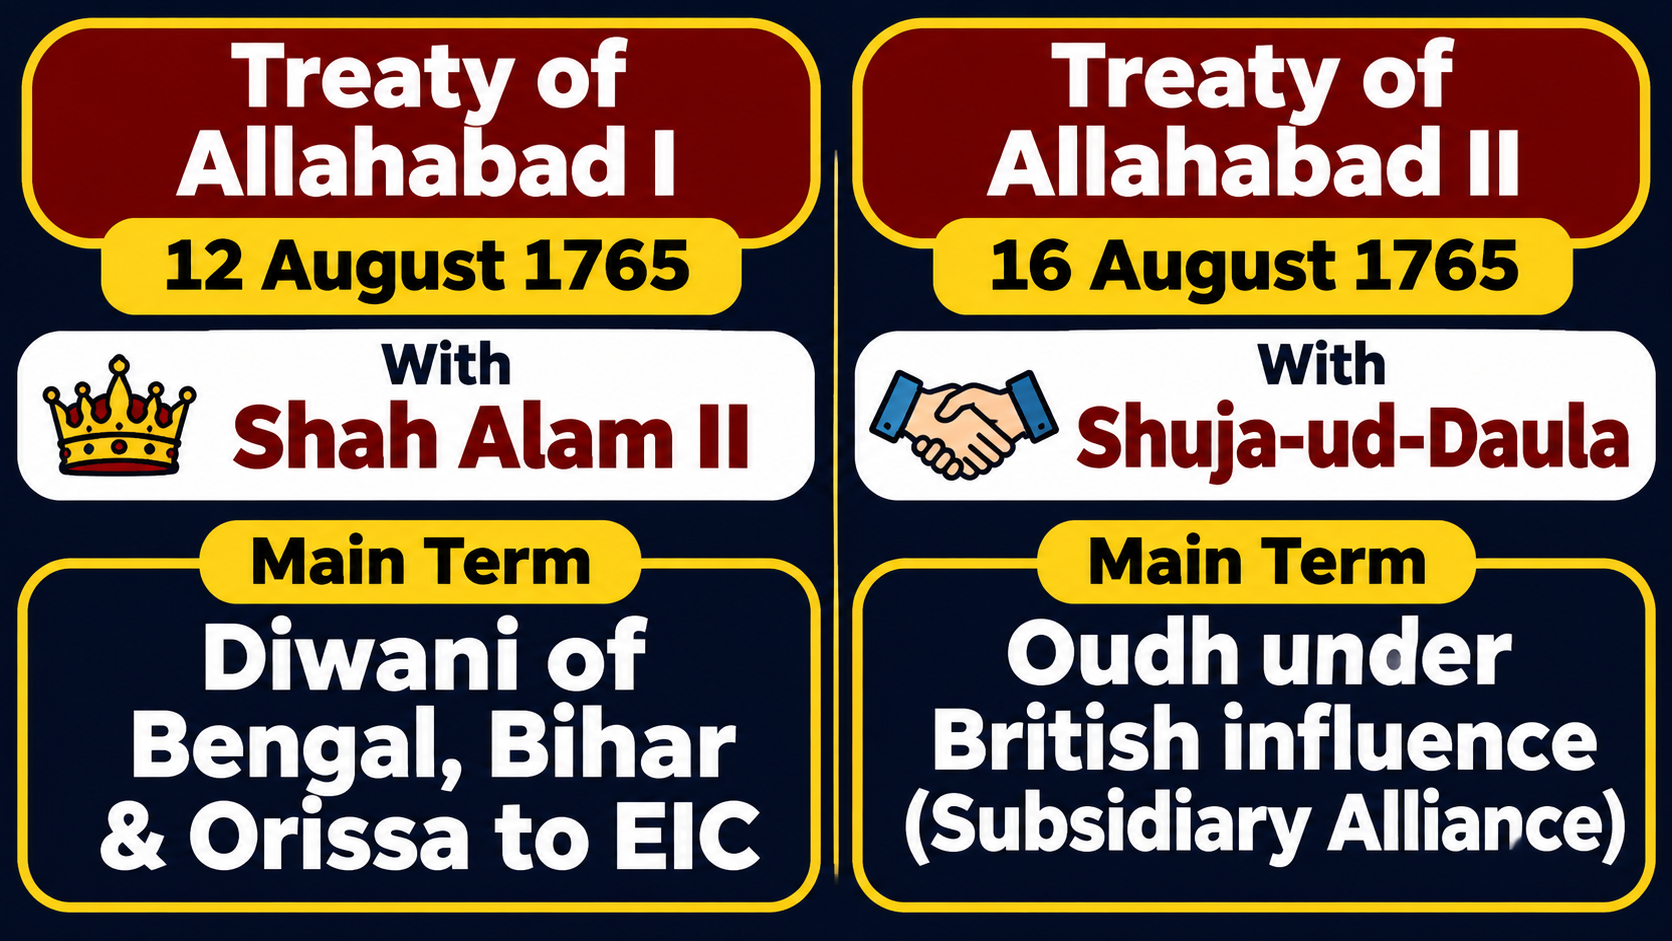 Treaty of
Allahabad I
12 August 1765
With
Shah Alam II
Main Term
Diwani of
Bengal, Bihar
& Orissa to EIC
Treaty of
Allahabad II
16 August 1765
With
Shuja-ud-Daula
Main Term
Oudh under
British influence
(Subsidiary Alliance)